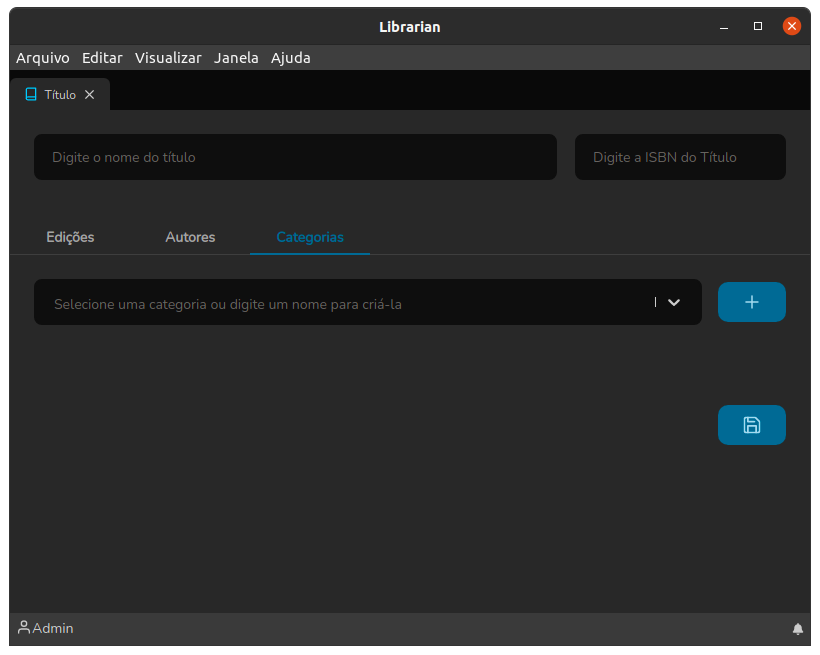 Librarian
Arquivo Editar Visualizar Janela Ajuda
Título
Digite o nome do título
Digite a ISBN do Título
Edições Autores Categorias
Selecione uma categoria ou digite um nome para criá-la
Admin